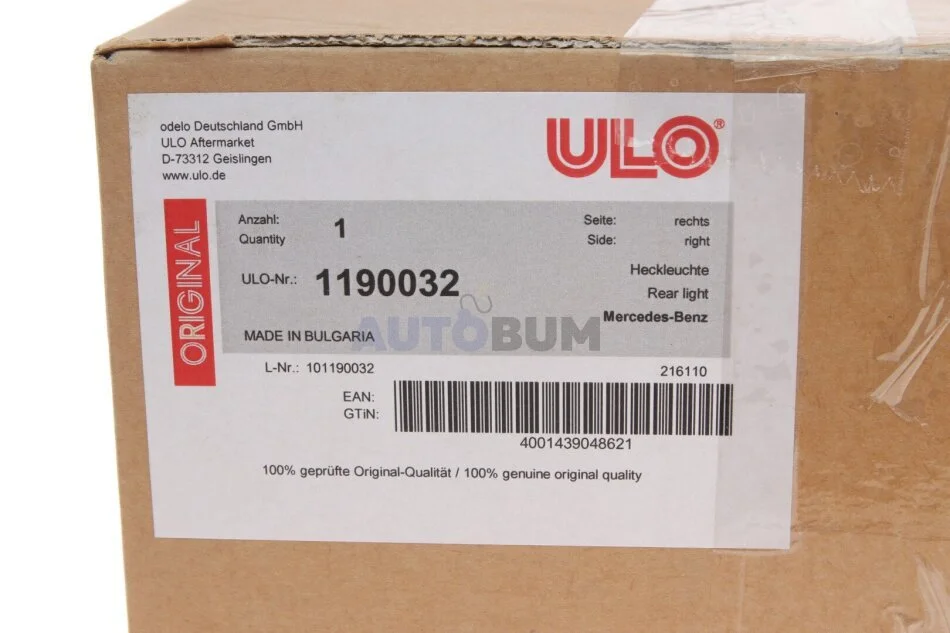 odelo Deutschland GmbH
ULO Aftermarket
D-73312 Geislingen
www.ulo.de
ULO®
ORIGINAL
Anzahl: 1 Seite: rechts
Quantity Side: right
ULO-Nr.: 1190032 Heckleuchte
Rear light
Mercedes-Benz
AUTOBUM
MADE IN BULGARIA
L-Nr.: 101190032 216110
EAN:
GTiN:
4001439048621
100% geprüfte Original-Qualität / 100% genuine original quality